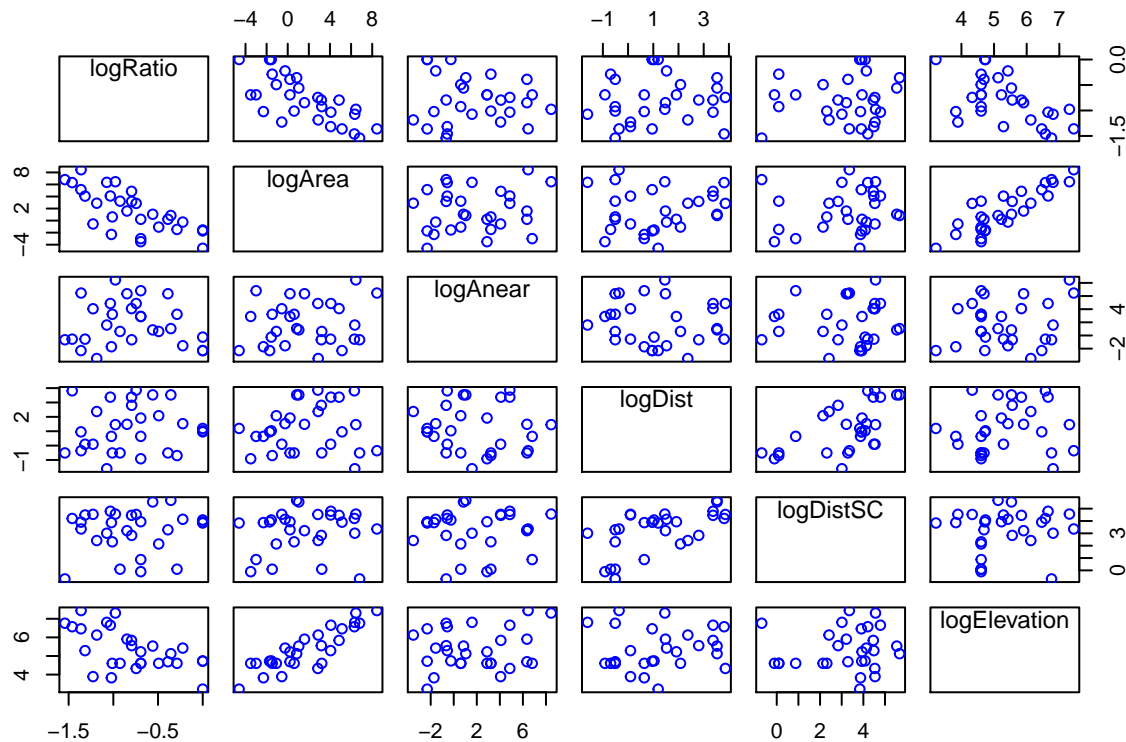 −4 0 4 8 −1 1 3 4 5 6 7
logRatio 0.0 −1.5
8 2 −4 logArea
logAnear 4 −2
2 −1 logDist
logDistSC 3 0
6 4 logElevation
−1.5 −0.5 −2 2 6 0 2 4